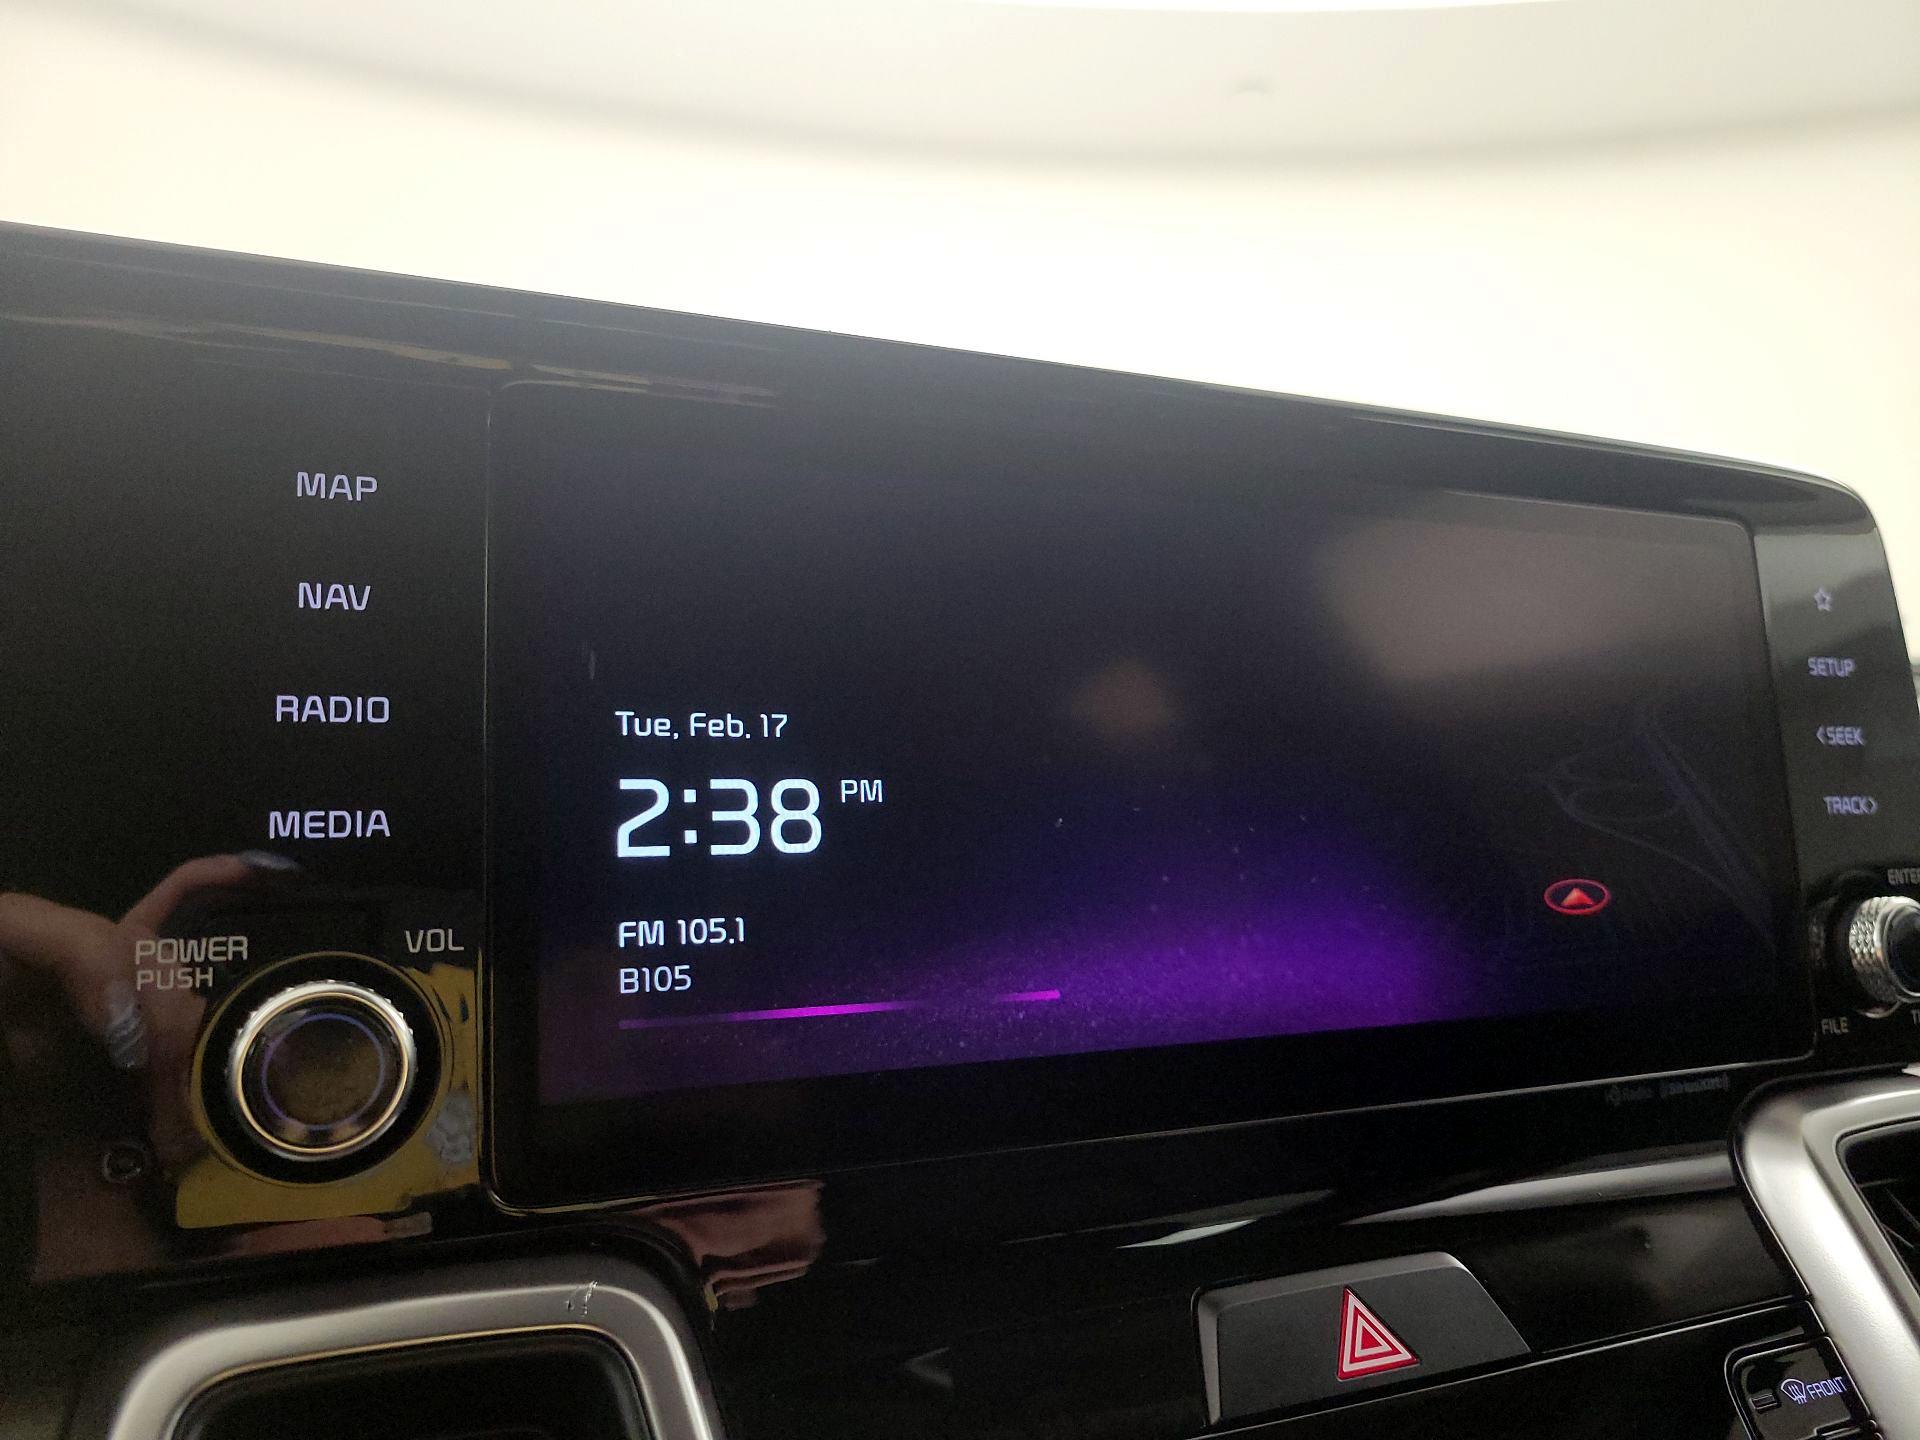 MAP
NAV
RADIO
MEDIA
POWER
PUSH
VOL
Tue, Feb. 17
2:38 PM
FM 105.1
B105
SETUP
<SEEK
TRACK>
FILE
FRONT